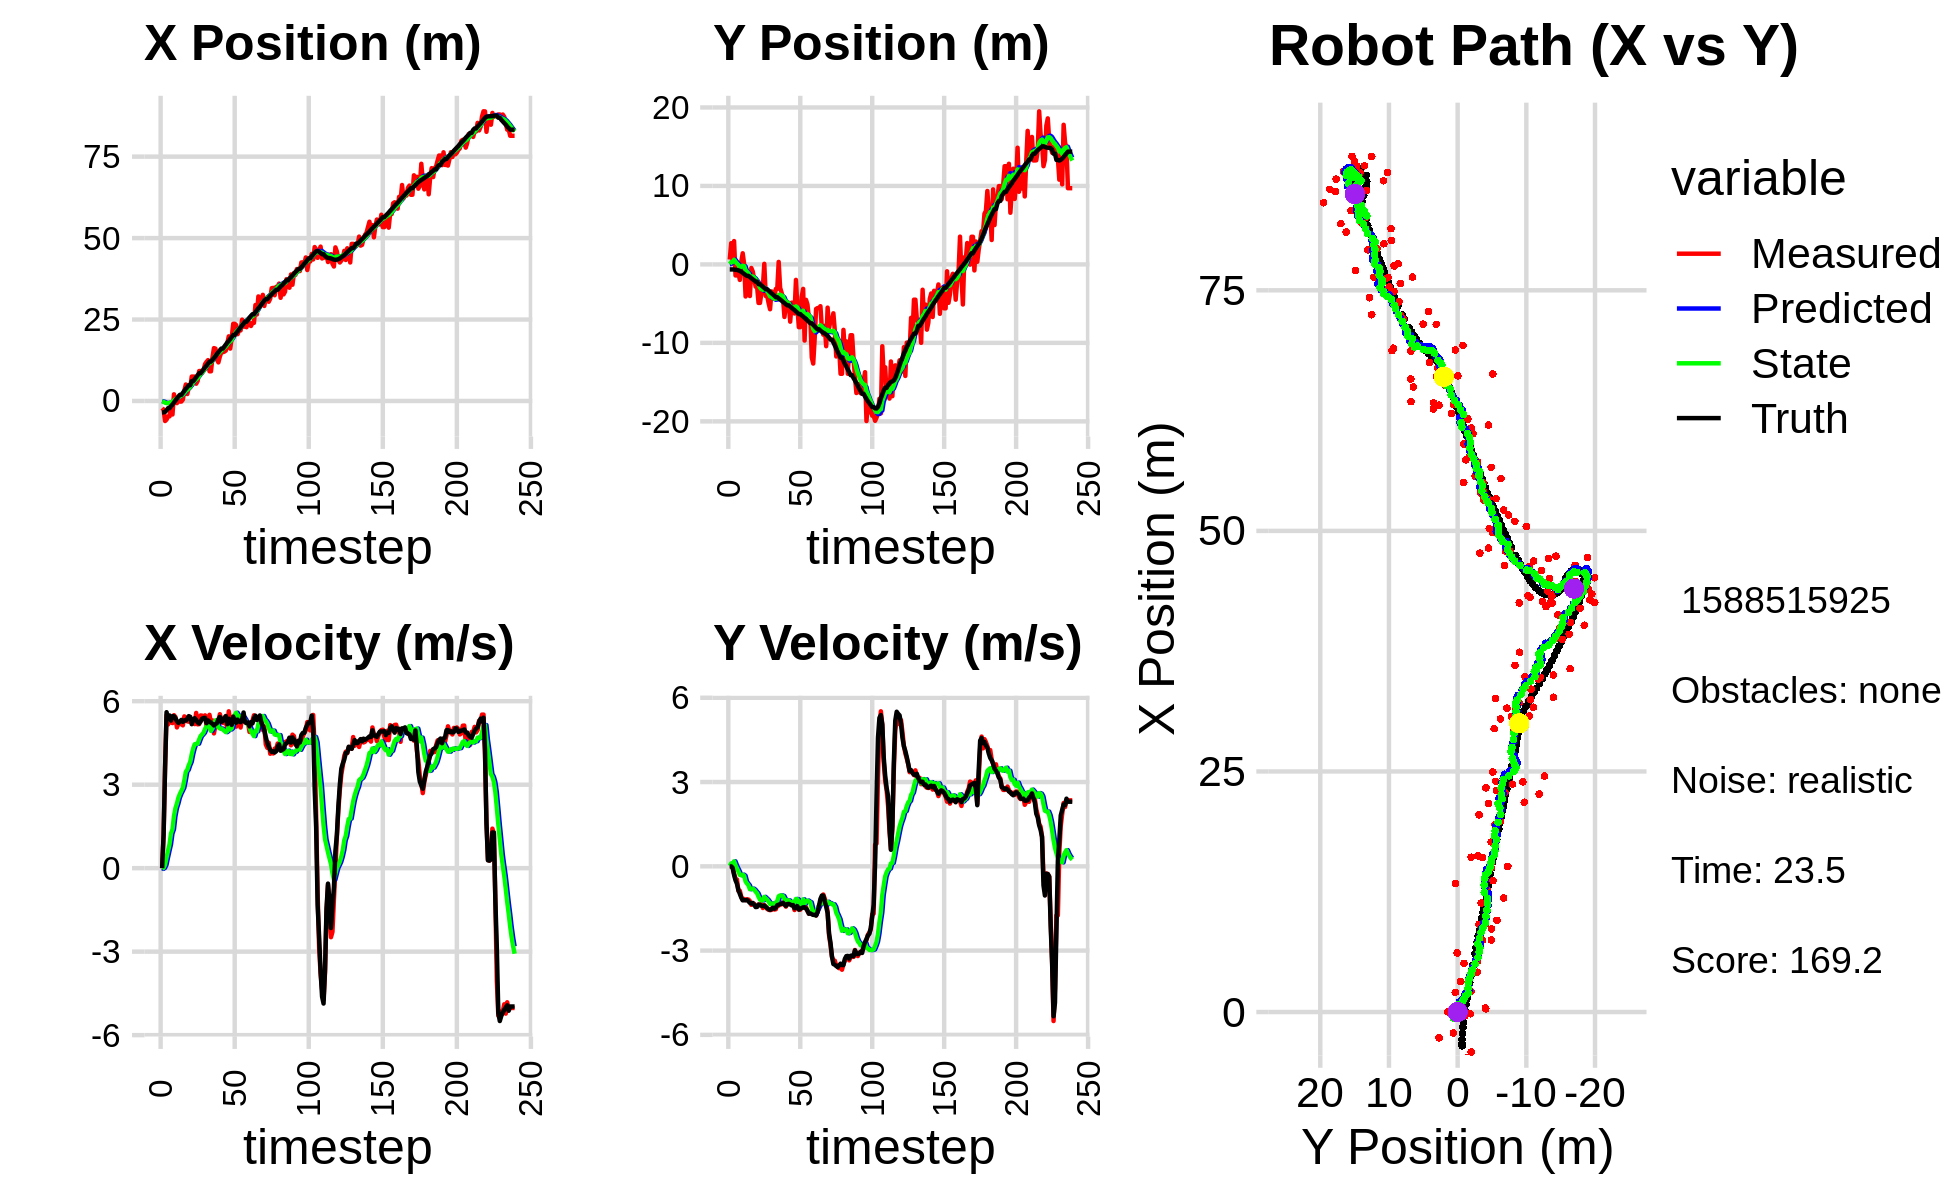 X Position (m)
75
50
25
0
0 50 100 150 200 250
timestep
Y Position (m)
20
10
0
-10
-20
0 50 100 150 200 250
timestep
X Velocity (m/s)
6
3
0
-3
-6
0 50 100 150 200 250
timestep
Y Velocity (m/s)
6
3
0
-3
-6
0 50 100 150 200 250
timestep
Robot Path (X vs Y)
X Position (m)
75
50
25
0
20 10 0 -10 -20
Y Position (m)
variable
Measured
Predicted
State
Truth
1588515925
Obstacles: none
Noise: realistic
Time: 23.5
Score: 169.2